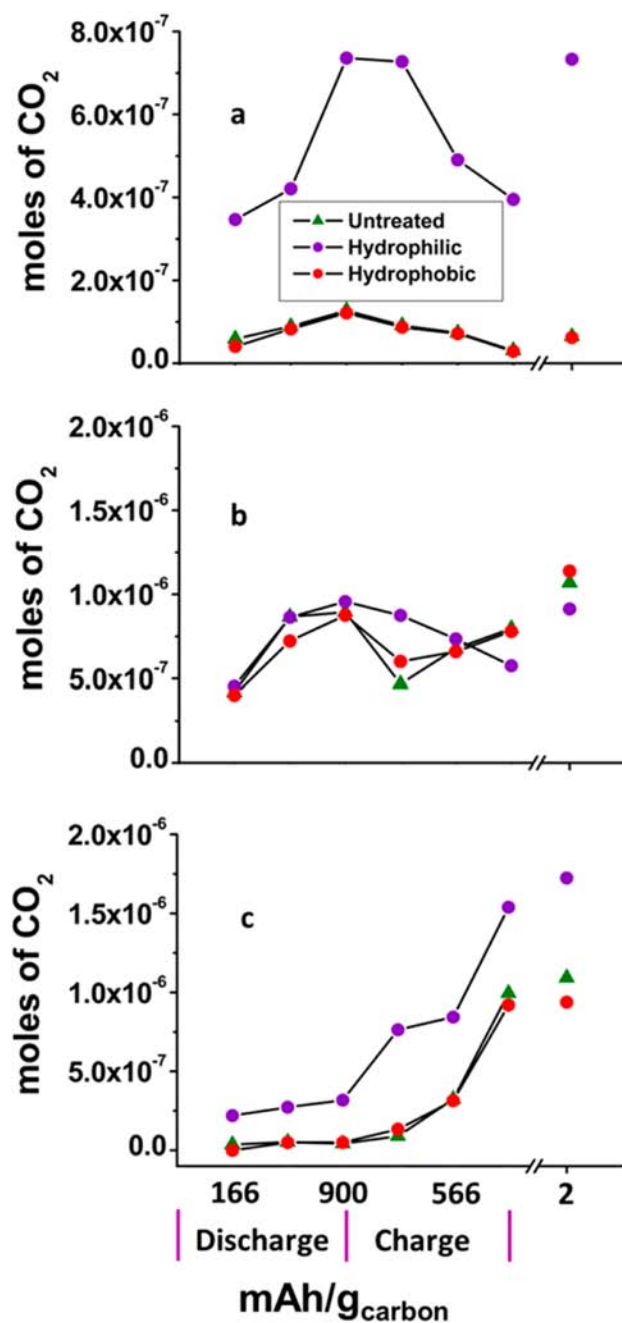 8.0x10⁻⁷
a
6.0x10⁻⁷
4.0x10⁻⁷
2.0x10⁻⁷
0.0
moles of CO₂
Untreated
Hydrophilic
Hydrophobic
2.0x10⁻⁶
b
1.5x10⁻⁶
1.0x10⁻⁶
5.0x10⁻⁷
0.0
moles of CO₂
2.0x10⁻⁶
c
1.5x10⁻⁶
1.0x10⁻⁶
5.0x10⁻⁷
0.0
moles of CO₂
166 900 566 2
Discharge Charge
mAh/g_carbon